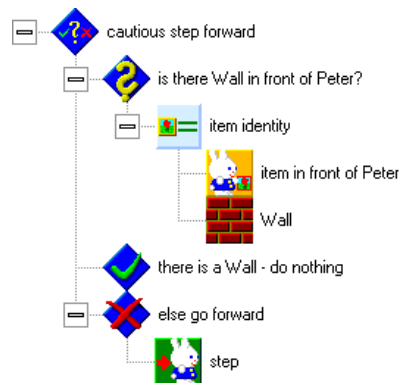 cautious step forward
is there Wall in front of Peter?
item identity
item in front of Peter
Wall
there is a Wall - do nothing
else go forward
step